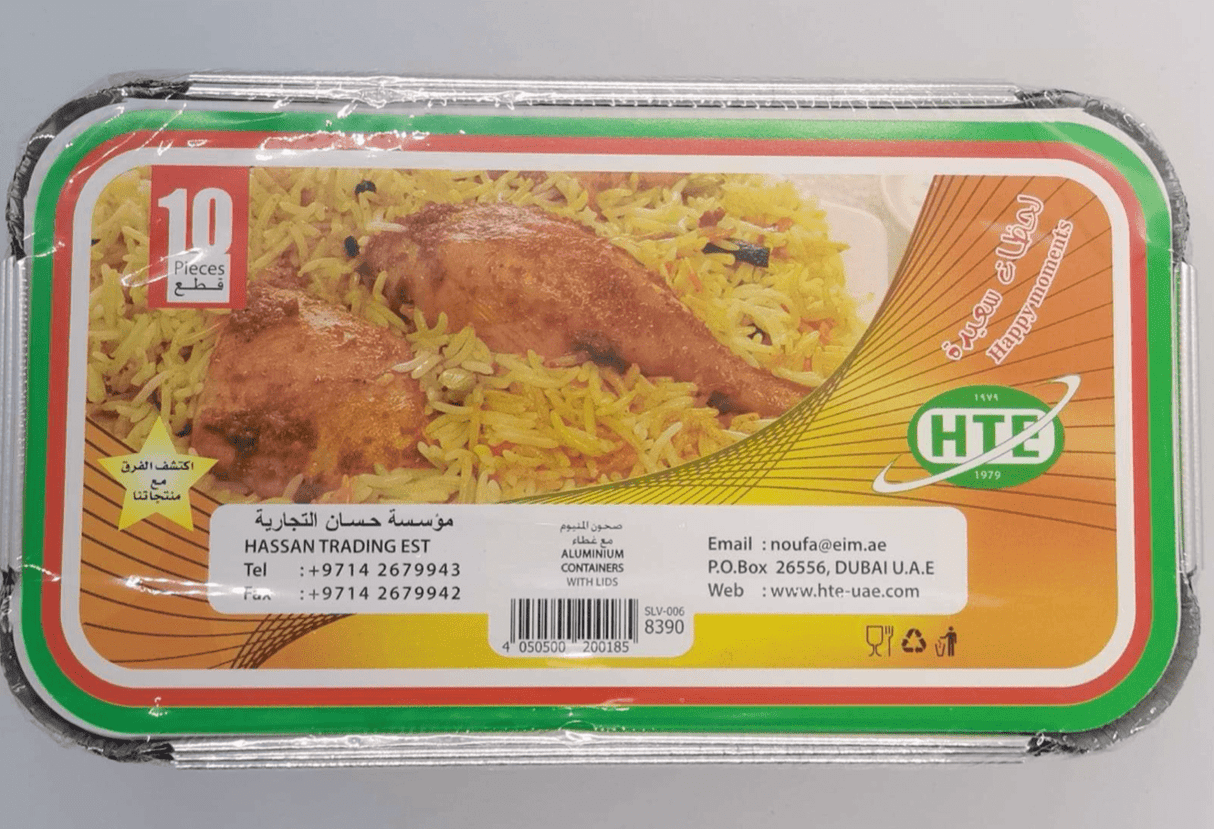 10
Pieces
قطع
لحظات سعيدة
Happy moments
١٩٧٩
HTE
1979
اكتشف الفرق
مع
منتجاتنا
مؤسسة حسان التجارية
HASSAN TRADING EST
Tel : +9714 2679943
Fax : +9714 2679942
صحون المنيوم
مع غطاء
ALUMINIUM
CONTAINERS
WITH LIDS
Email : noufa@eim.ae
P.O.Box 26556, DUBAI U.A.E
Web : www.hte-uae.com
SLV-006
8390
4 050500 200185